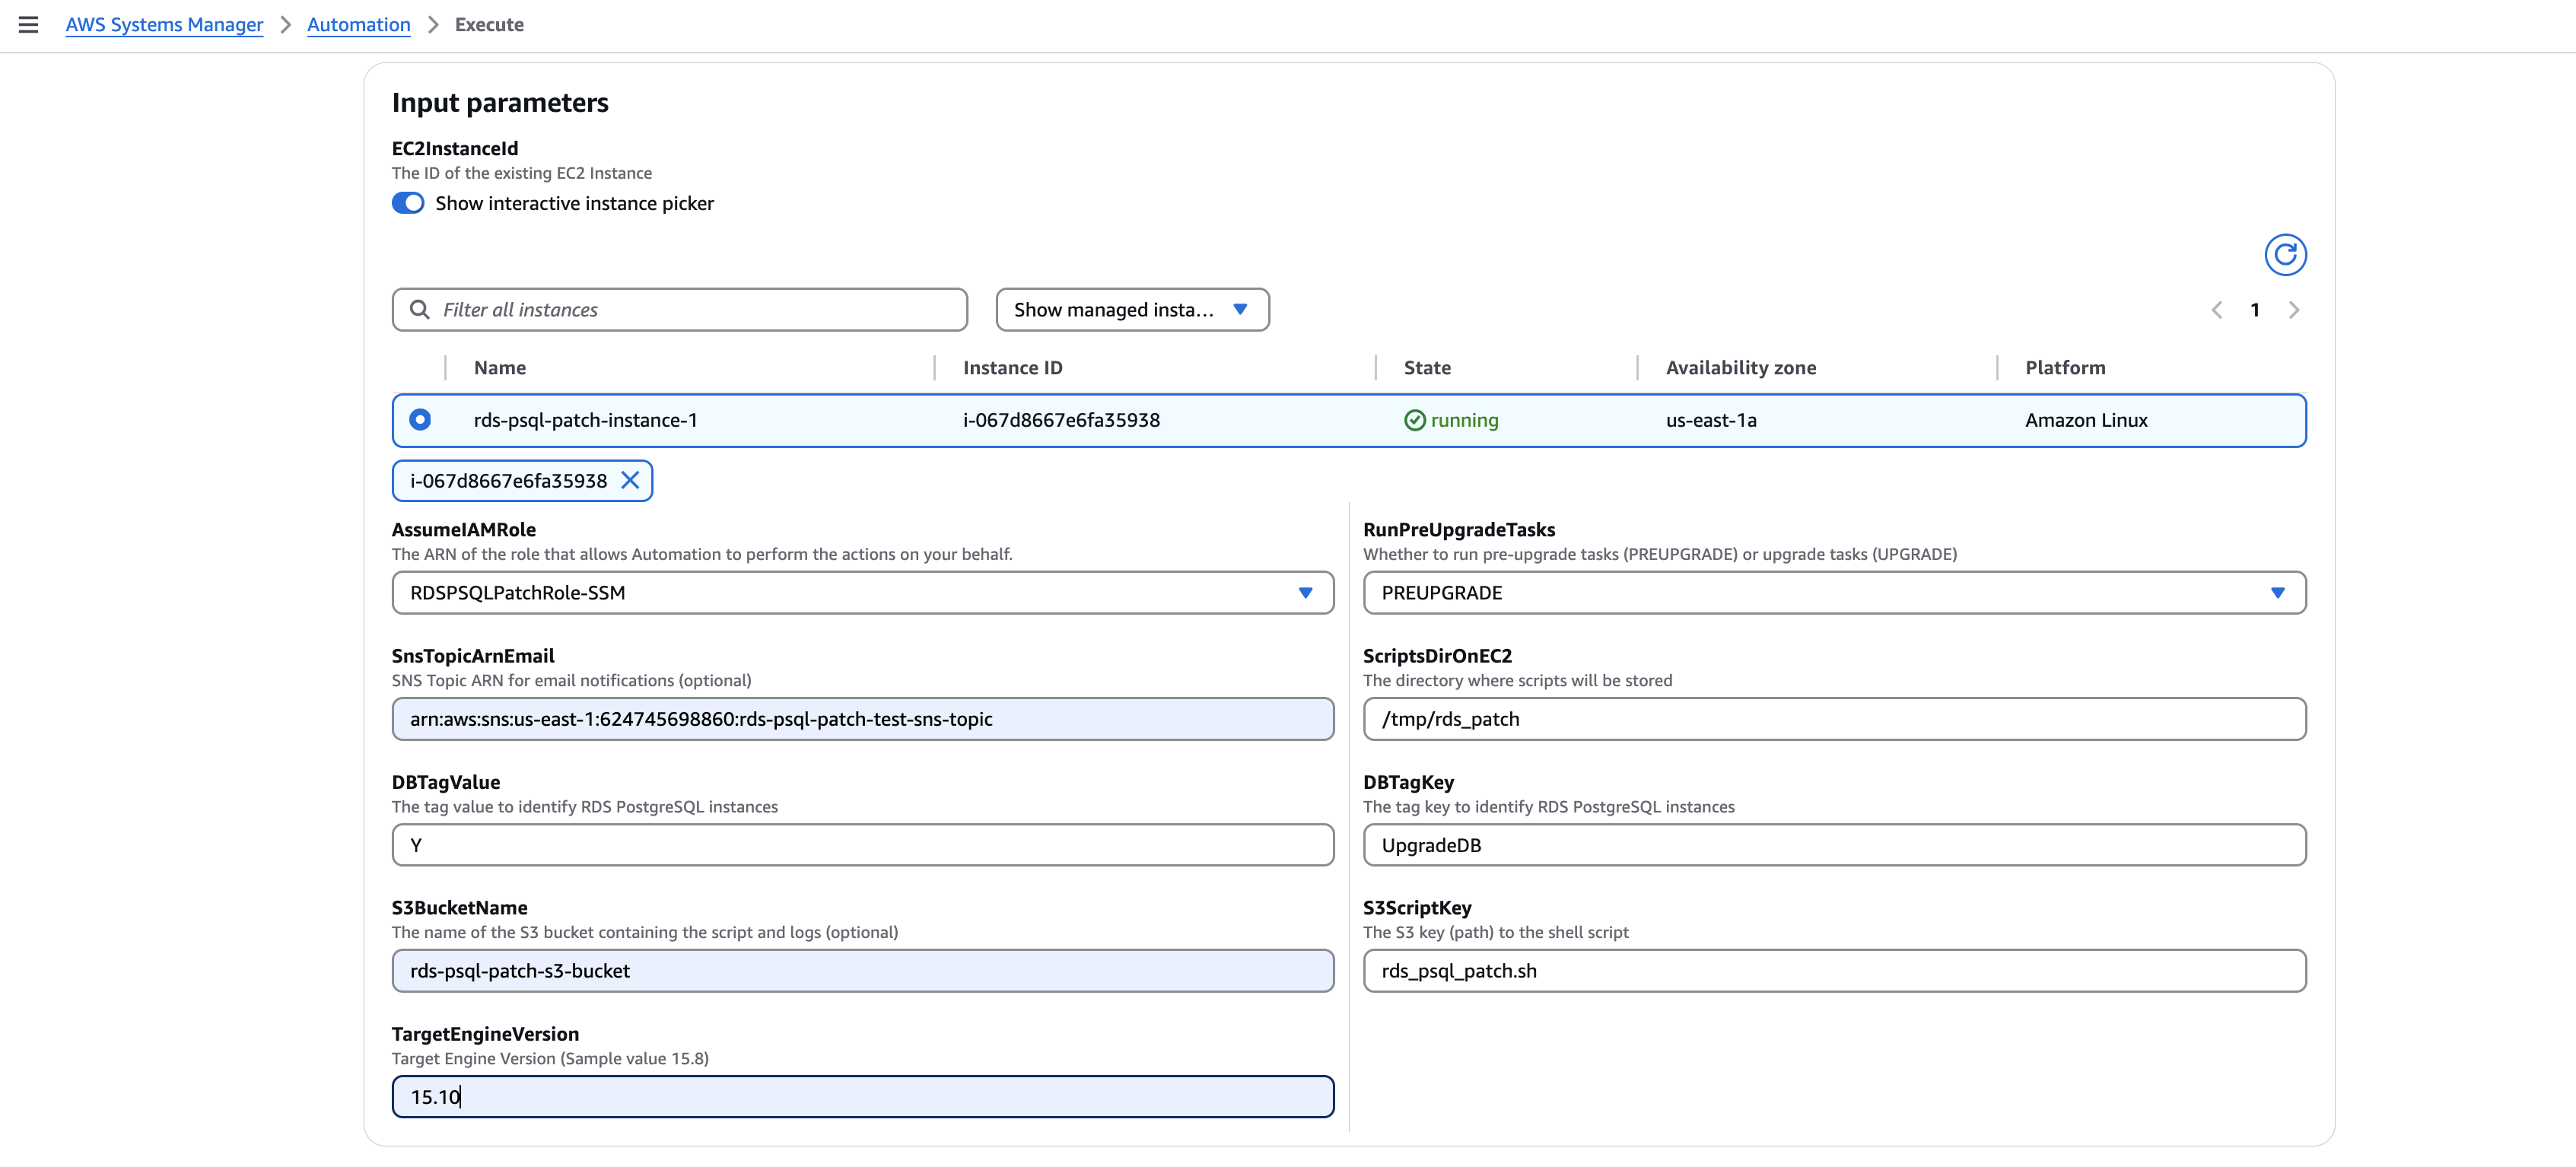 AWS Systems Manager > Automation > Execute
Input parameters
EC2InstanceId
The ID of the existing EC2 Instance
Show interactive instance picker
Filter all instances
Show managed insta...
1
Name Instance ID State Availability zone Platform
rds-psql-patch-instance-1 i-067d8667e6fa35938 running us-east-1a Amazon Linux
i-067d8667e6fa35938
AssumeIAMRole
The ARN of the role that allows Automation to perform the actions on your behalf.
RDSPSQLPatchRole-SSM
RunPreUpgradeTasks
Whether to run pre-upgrade tasks (PREUPGRADE) or upgrade tasks (UPGRADE)
PREUPGRADE
SnsTopicArnEmail
SNS Topic ARN for email notifications (optional)
arn:aws:sns:us-east-1:624745698860:rds-psql-patch-test-sns-topic
ScriptsDirOnEC2
The directory where scripts will be stored
/tmp/rds_patch
DBTagValue
The tag value to identify RDS PostgreSQL instances
Y
DBTagKey
The tag key to identify RDS PostgreSQL instances
UpgradeDB
S3BucketName
The name of the S3 bucket containing the script and logs (optional)
rds-psql-patch-s3-bucket
S3ScriptKey
The S3 key (path) to the shell script
rds_psql_patch.sh
TargetEngineVersion
Target Engine Version (Sample value 15.8)
15.10